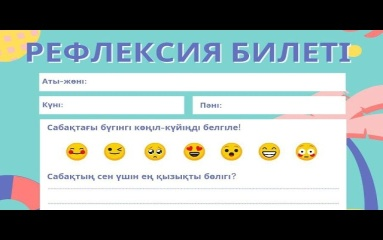 РЕФЛЕКСИЯ БИЛЕТІ
Аты-жөні:
Күні:
Пәні:
Сабақтағы бүгінгі көңіл-күйіңді белгіле!
Сабақтың сен үшін ең қызықты бөлігі?